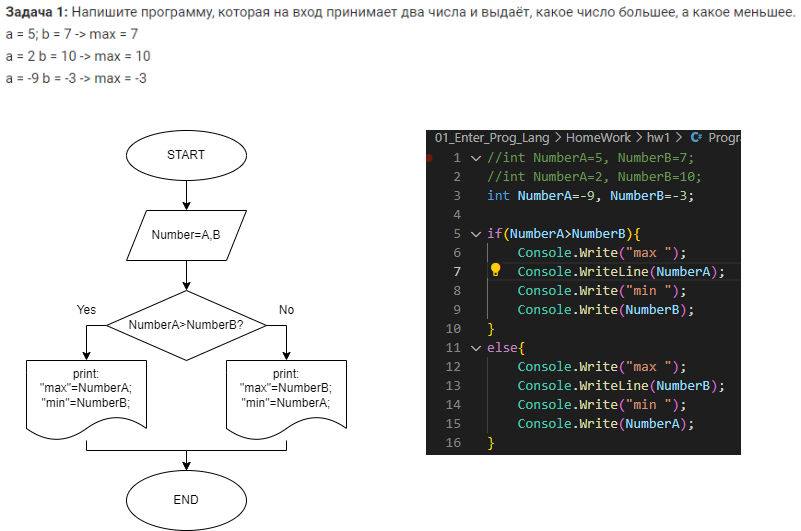 Задача 1: Напишите программу, которая на вход принимает два числа и выдаёт, какое число большее, а какое меньшее.
a = 5; b = 7 -> max = 7
a = 2 b = 10 -> max = 10
a = -9 b = -3 -> max = -3
START
Number=A,B
Yes
NumberA>NumberB?
No
print:
"max"=NumberA;
"min"=NumberB;
print:
"max"=NumberB;
"min"=NumberA;
END
01_Enter_Prog_Lang > HomeWork > hw1 > C# Progr
1 //int NumberA=5, NumberB=7;
2 //int NumberA=2, NumberB=10;
3 int NumberA=-9, NumberB=-3;
4
5 if(NumberA>NumberB){
6 Console.Write("max ");
7 Console.WriteLine(NumberA);
8 Console.Write("min ");
9 Console.Write(NumberB);
10 }
11 else{
12 Console.Write("max ");
13 Console.WriteLine(NumberB);
14 Console.Write("min ");
15 Console.Write(NumberA);
16 }